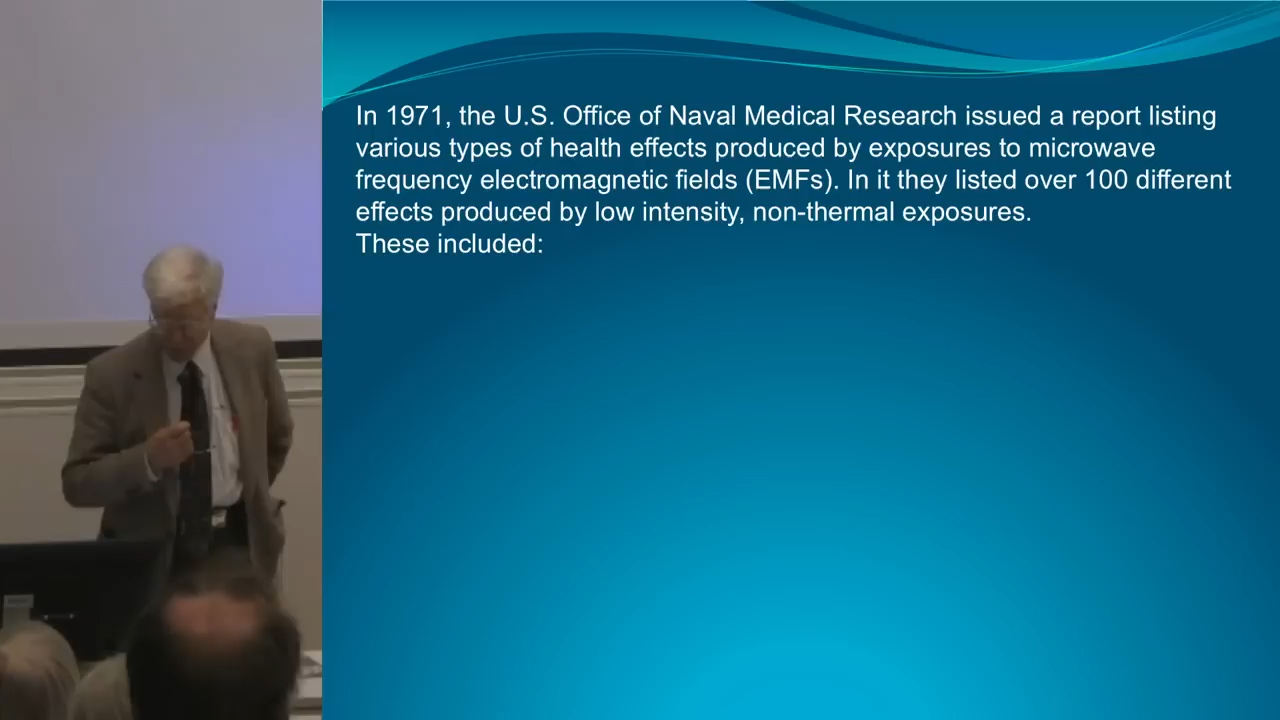 In 1971, the U.S. Office of Naval Medical Research issued a report listing
various types of health effects produced by exposures to microwave
frequency electromagnetic fields (EMFs). In it they listed over 100 different
effects produced by low intensity, non-thermal exposures.
These included: